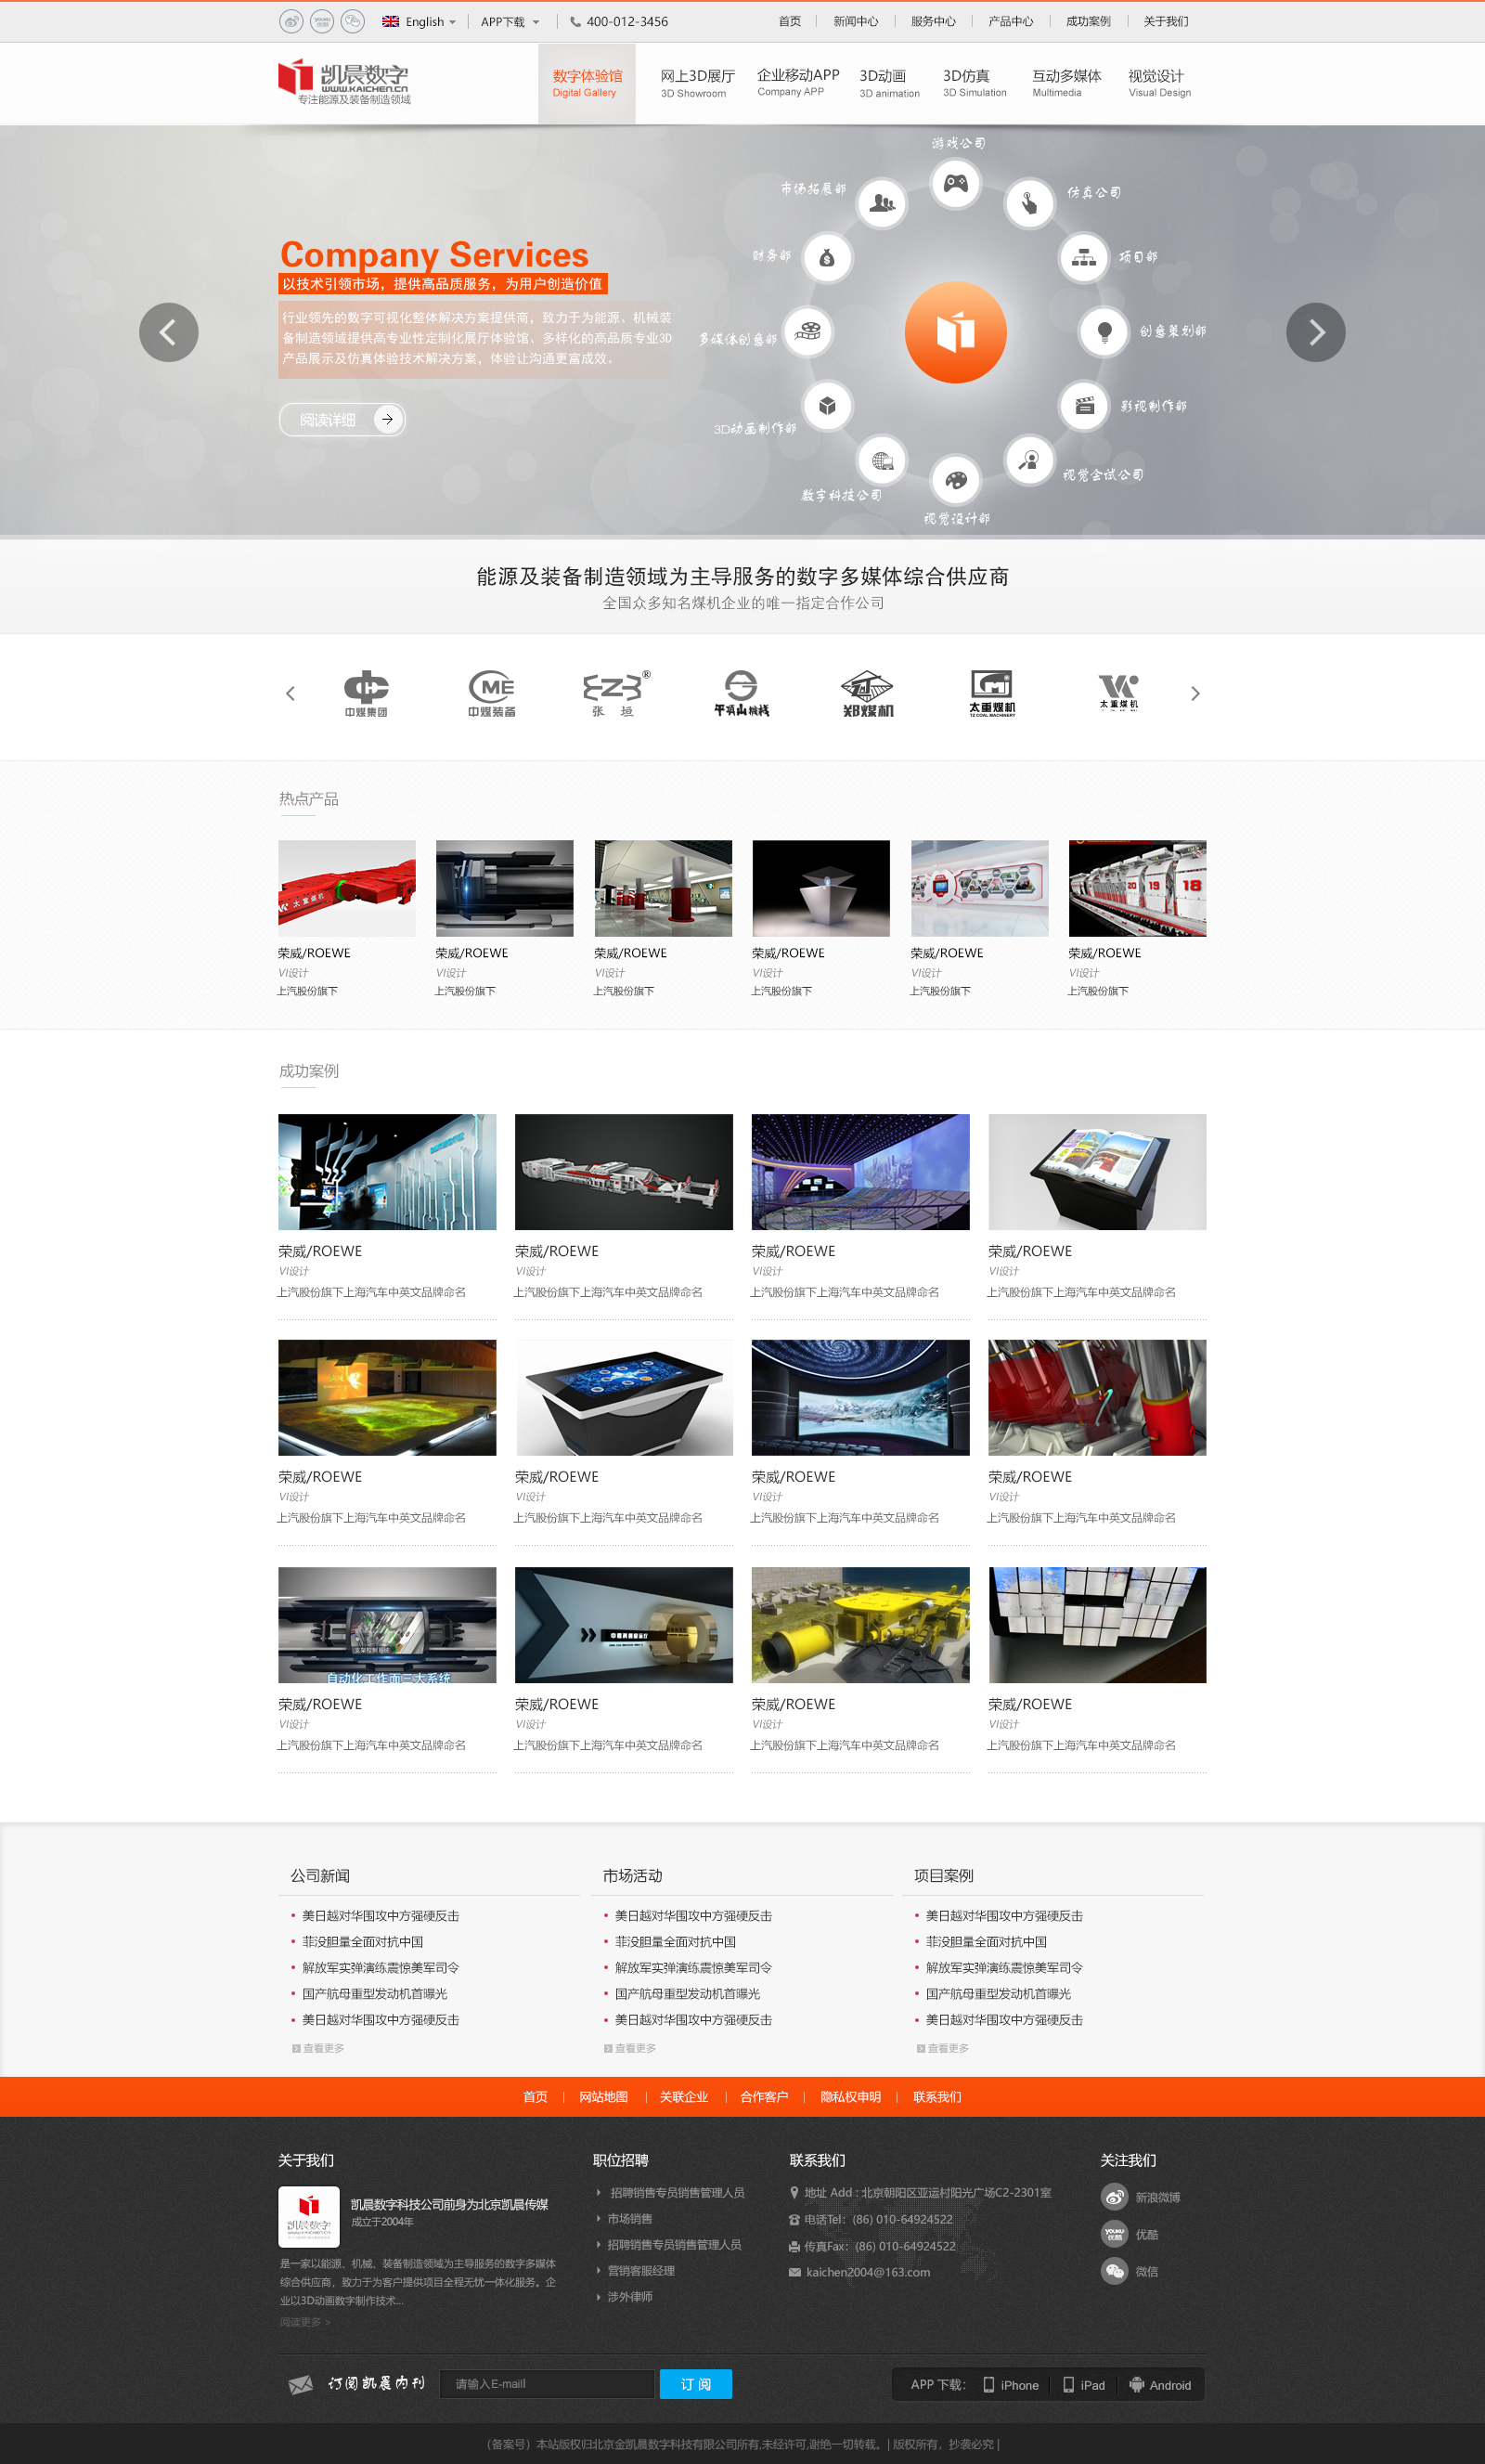 English
APP下载
400-012-3456
首页
新闻中心
服务中心
产品中心
成功案例
关于我们
凯晨数字
WWW.KAICHEN.CN
专注能源及装备制造领域
数字体验馆
Digital Gallery
网上3D展厅
3D Showroom
企业移动APP
Company APP
3D动画
3D animation
3D仿真
3D Simulation
互动多媒体
Multimedia
视觉设计
Visual Design
Company Services
以技术引领市场，提供高品质服务，为用户创造价值
行业领先的数字可视化整体解决方案提供商，致力于为能源、机械装
备制造领域提供高专业性定制化展厅体验馆、多样化的高品质专业3D
产品展示及仿真体验技术解决方案，体验让沟通更富成效。
阅读详细
游戏公司
市场拓展部
仿真公司
财务部
项目部
多媒体创意部
创意策划部
3D动画制作部
影视制作部
数字科技公司
视觉尝试公司
视觉设计部
能源及装备制造领域为主导服务的数字多媒体综合供应商
全国众多知名煤机企业的唯一指定合作公司
中煤集团
ME
中煤装备
®
张 垣
平顶山机械
郑煤机
太重煤机
TZ COAL MACHINERY
太重煤机
热点产品
太重煤机
20 19 18
荣威/ROEWE
VI设计
上汽股份旗下
荣威/ROEWE
VI设计
上汽股份旗下
荣威/ROEWE
VI设计
上汽股份旗下
荣威/ROEWE
VI设计
上汽股份旗下
荣威/ROEWE
VI设计
上汽股份旗下
荣威/ROEWE
VI设计
上汽股份旗下
成功案例
荣威/ROEWE
VI设计
上汽股份旗下上海汽车中英文品牌命名
荣威/ROEWE
VI设计
上汽股份旗下上海汽车中英文品牌命名
荣威/ROEWE
VI设计
上汽股份旗下上海汽车中英文品牌命名
荣威/ROEWE
VI设计
上汽股份旗下上海汽车中英文品牌命名
荣威/ROEWE
VI设计
上汽股份旗下上海汽车中英文品牌命名
荣威/ROEWE
VI设计
上汽股份旗下上海汽车中英文品牌命名
荣威/ROEWE
VI设计
上汽股份旗下上海汽车中英文品牌命名
荣威/ROEWE
VI设计
上汽股份旗下上海汽车中英文品牌命名
自动化工作面三大系统
荣威/ROEWE
VI设计
上汽股份旗下上海汽车中英文品牌命名
荣威/ROEWE
VI设计
上汽股份旗下上海汽车中英文品牌命名
荣威/ROEWE
VI设计
上汽股份旗下上海汽车中英文品牌命名
荣威/ROEWE
VI设计
上汽股份旗下上海汽车中英文品牌命名
公司新闻
美日越对华围攻中方强硬反击
菲没胆量全面对抗中国
解放军实弹演练震惊美军司令
国产航母重型发动机首曝光
美日越对华围攻中方强硬反击
查看更多
市场活动
美日越对华围攻中方强硬反击
菲没胆量全面对抗中国
解放军实弹演练震惊美军司令
国产航母重型发动机首曝光
美日越对华围攻中方强硬反击
查看更多
项目案例
美日越对华围攻中方强硬反击
菲没胆量全面对抗中国
解放军实弹演练震惊美军司令
国产航母重型发动机首曝光
美日越对华围攻中方强硬反击
查看更多
首页
网站地图
关联企业
合作客户
隐私权申明
联系我们
关于我们
凯晨数字
凯晨数字科技公司前身为北京凯晨传媒
成立于2004年
是一家以能源、机械、装备制造领域为主导服务的数字多媒体
综合供应商，致力于为客户提供项目全程无忧一体化服务。企
业以3D动画数字制作技术...
阅读更多 >
职位招聘
招聘销售专员销售管理人员
市场销售
招聘销售专员销售管理人员
营销客服经理
涉外律师
联系我们
地址 Add : 北京朝阳区亚运村阳光广场C2-2301室
电话Tel：(86) 010-64924522
传真Fax：(86) 010-64924522
kaichen2004@163.com
关注我们
新浪微博
YOUKU
优酷
优酷
微信
订阅凯晨内刊
请输入E-mail
订 阅
APP 下载：
iPhone
iPad
Android
（备案号）本站版权归北京金凯晨数字科技有限公司所有,未经许可,谢绝一切转载。| 版权所有，抄袭必究 |